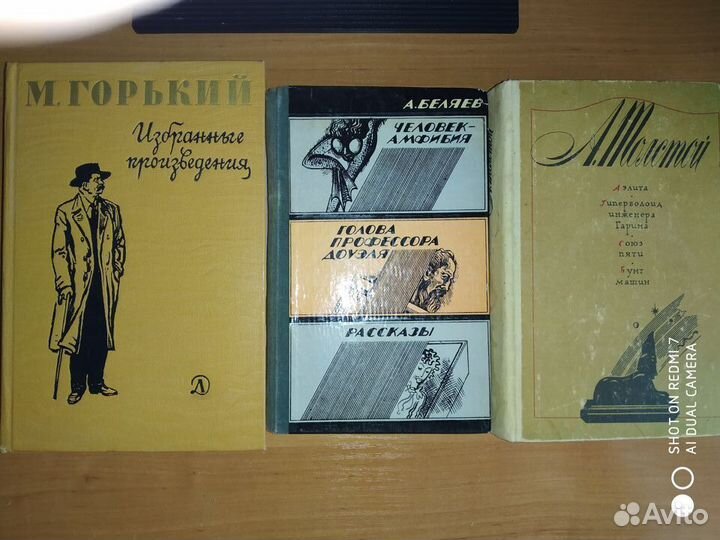 М. ГОРЬКИЙ
Избранные
произведения
Л
А. БЕЛЯЕВ
ЧЕЛОВЕК-
АМФИБИЯ
ГОЛОВА
ПРОФЕССОРА
ДОУЭЛЯ
РАССКАЗЫ
А. Толстой
Аэлита
Гиперболоид
инженера
Гарина
Союз
пяти
Бунт
машин
SHOT ON REDMI 7
AI DUAL CAMERA
Avito